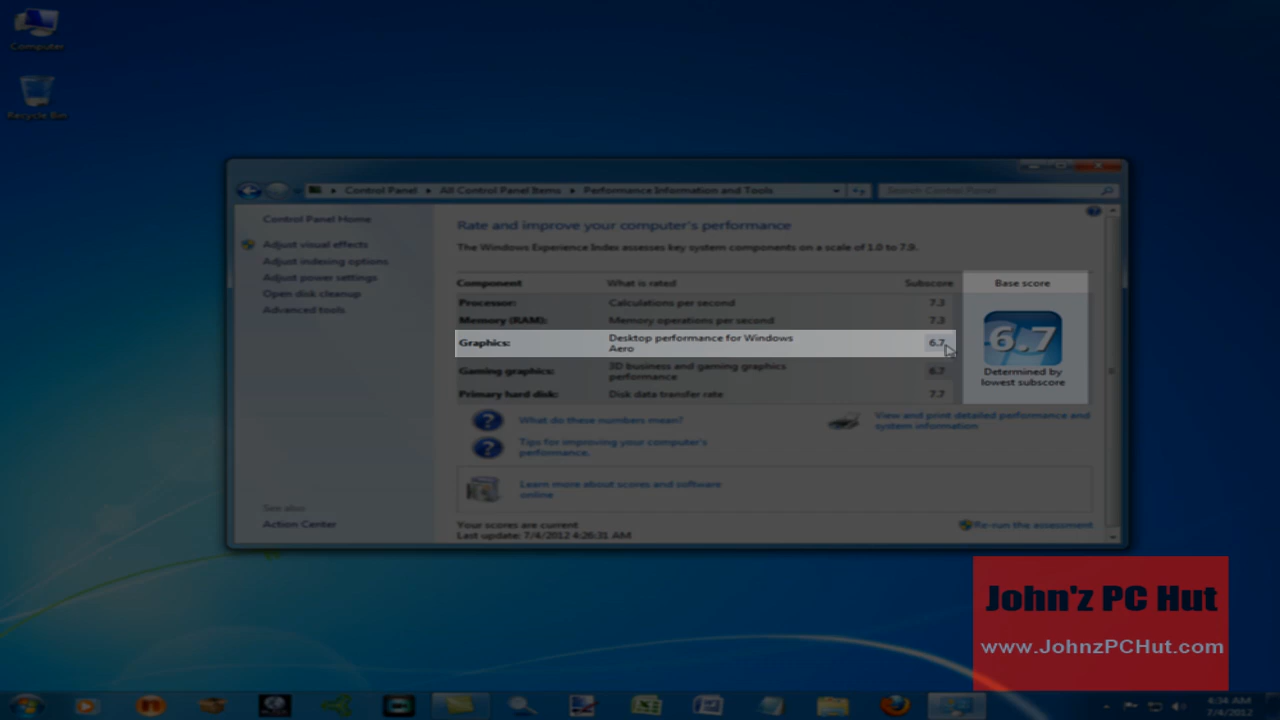 Computer
Recycle Bin
Control Panel
All Control Panel Items
Performance Information and Tools
Search Control Panel
Control Panel Home
Adjust visual effects
Adjust indexing options
Adjust power settings
Open disk cleanup
Advanced tools
See also
Action Center
Rate and improve your computer's performance
The Windows Experience Index assesses key system components on a scale of 1.0 to 7.9.
Component What is rated Subscore Base score
Processor: Calculations per second 7.3
Memory (RAM): Memory operations per second 7.3
Graphics: Desktop performance for Windows
Aero 6.7
Gaming graphics: 3D business and gaming graphics
performance 6.7
Primary hard disk: Disk data transfer rate 7.7
6.7
Determined by
lowest subscore
What do these numbers mean?
Tips for improving your computer's
performance.
View and print detailed performance and
system information
Learn more about scores and software
online
Your scores are current
Last update: 7/4/2012 4:26:31 AM
Re-run the assessment
John'z PC Hut
www.JohnzPCHut.com
4:34 AM
7/4/2012